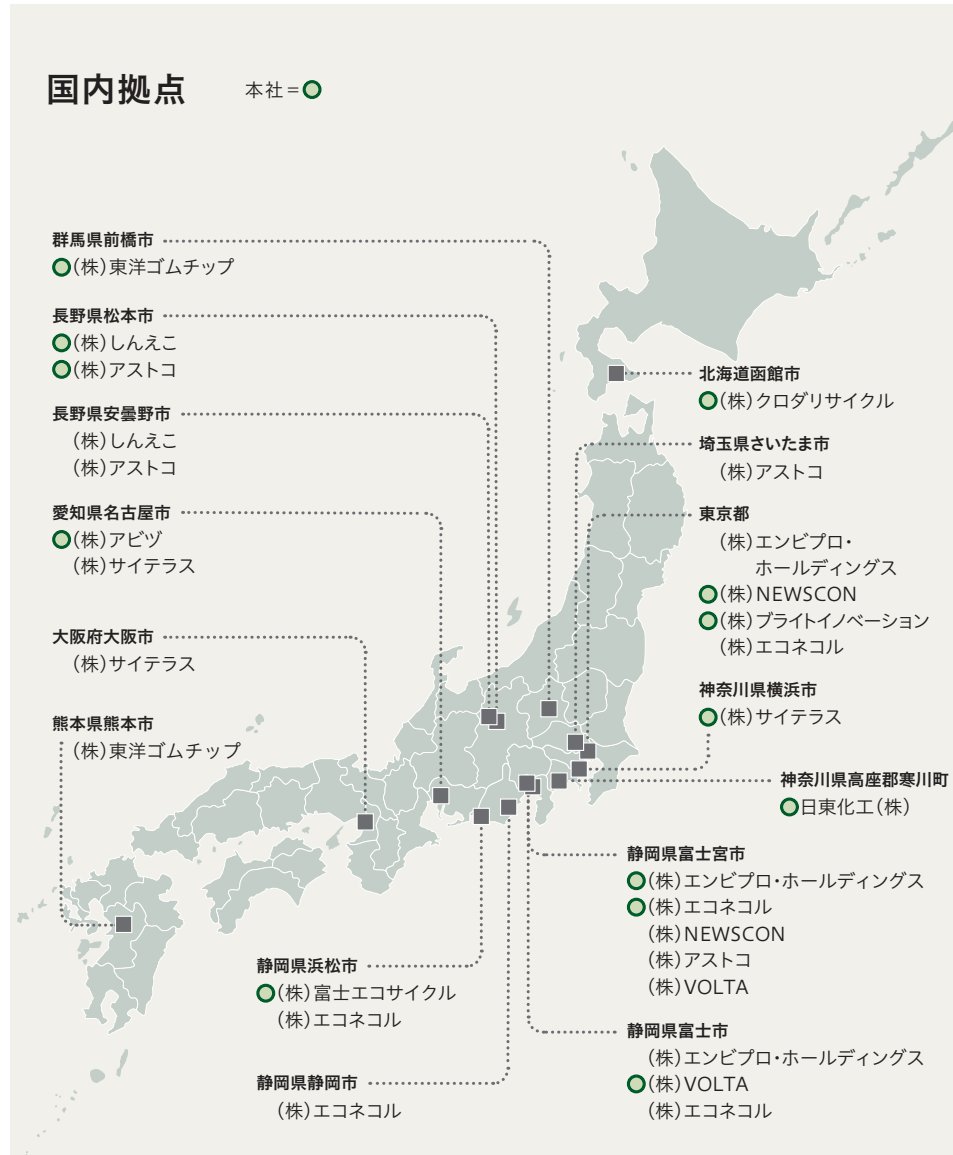 国内拠点
本社=○
群馬県前橋市
○(株)東洋ゴムチップ
長野県松本市
○(株)しんえこ
○(株)アストコ
長野県安曇野市
(株)しんえこ
(株)アストコ
愛知県名古屋市
○(株)アビヅ
(株)サイテラス
大阪府大阪市
(株)サイテラス
熊本県熊本市
(株)東洋ゴムチップ
北海道函館市
○(株)クロダリサイクル
埼玉県さいたま市
(株)アストコ
東京都
(株)エンビプロ・
ホールディングス
○(株)NEWSCON
○(株)ブライトイノベーション
(株)エコネコル
神奈川県横浜市
○(株)サイテラス
神奈川県高座郡寒川町
○日東化工(株)
静岡県富士宮市
○(株)エンビプロ・ホールディングス
○(株)エコネコル
(株)NEWSCON
(株)アストコ
(株)VOLTA
静岡県浜松市
○(株)富士エコサイクル
(株)エコネコル
静岡県静岡市
(株)エコネコル
静岡県富士市
(株)エンビプロ・ホールディングス
○(株)VOLTA
(株)エコネコル